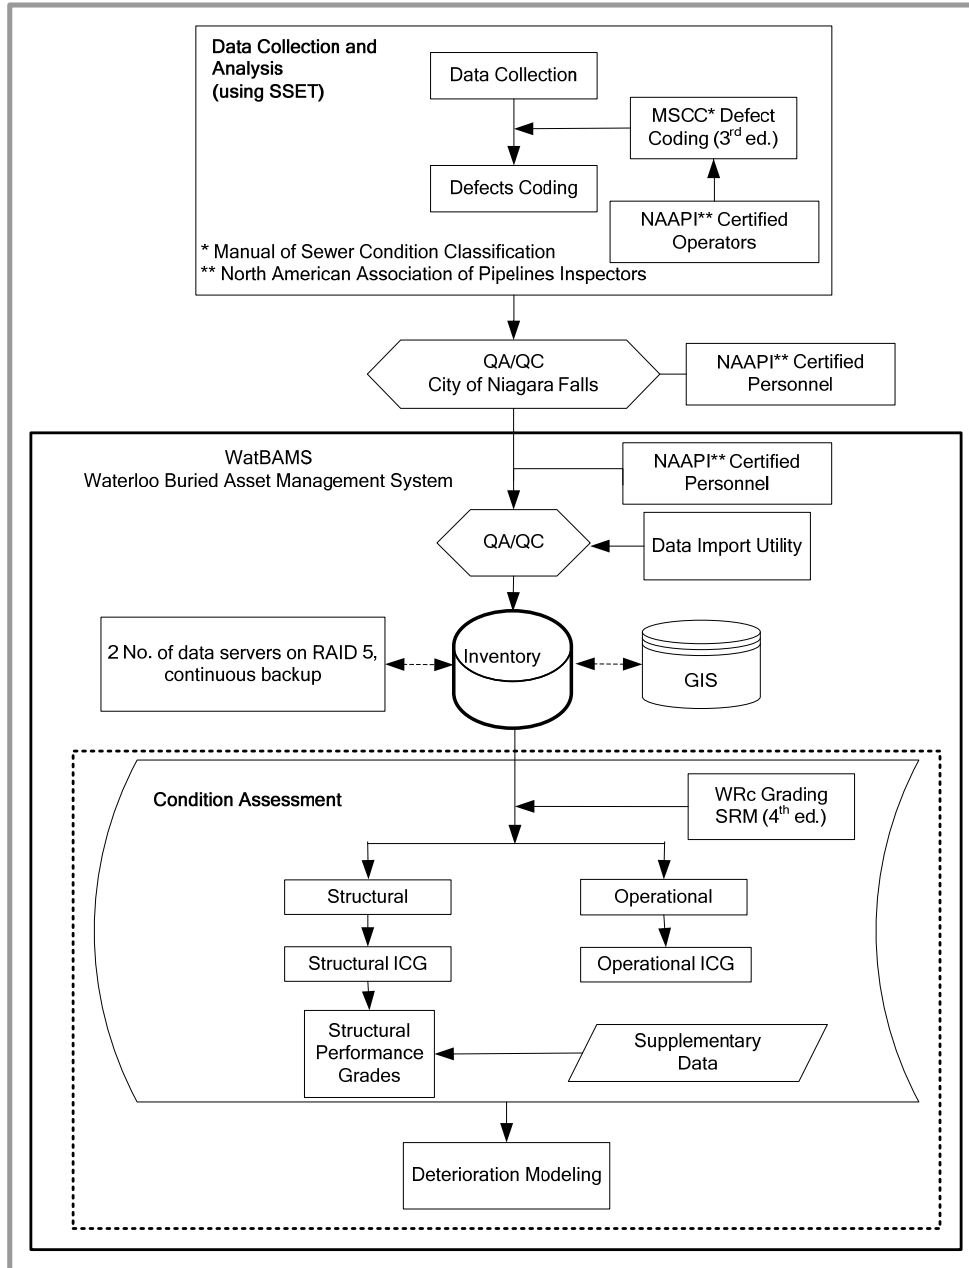 Data Collection and
Analysis
(using SSET)
Data Collection
MSCC* Defect
Coding (3rd ed.)
Defects Coding
NAAPI** Certified
Operators
* Manual of Sewer Condition Classification
** North American Association of Pipelines Inspectors
QA/QC
City of Niagara Falls
NAAPI** Certified
Personnel
WatBAMS
Waterloo Buried Asset Management System
NAAPI** Certified
Personnel
QA/QC
Data Import Utility
2 No. of data servers on RAID 5,
continuous backup
Inventory
GIS
Condition Assessment
WRc Grading
SRM (4th ed.)
Structural
Operational
Structural ICG
Operational ICG
Structural
Performance
Grades
Supplementary
Data
Deterioration Modeling